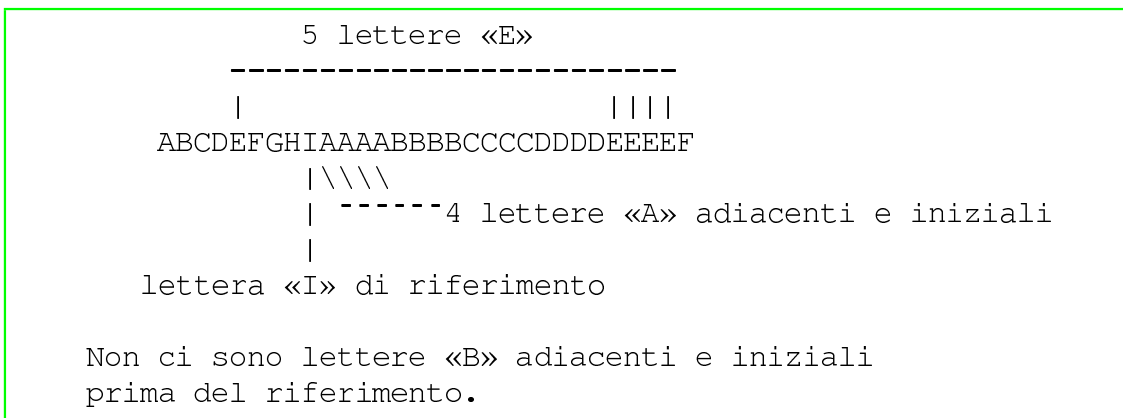 5 lettere «E»
-------------------------
| ||||
ABCDEFGHIAAAABBBBCCCCDDDDEEEEF
|\\\\
| ------4 lettere «A» adiacenti e iniziali
|
lettera «I» di riferimento
Non ci sono lettere «B» adiacenti e iniziali
prima del riferimento.